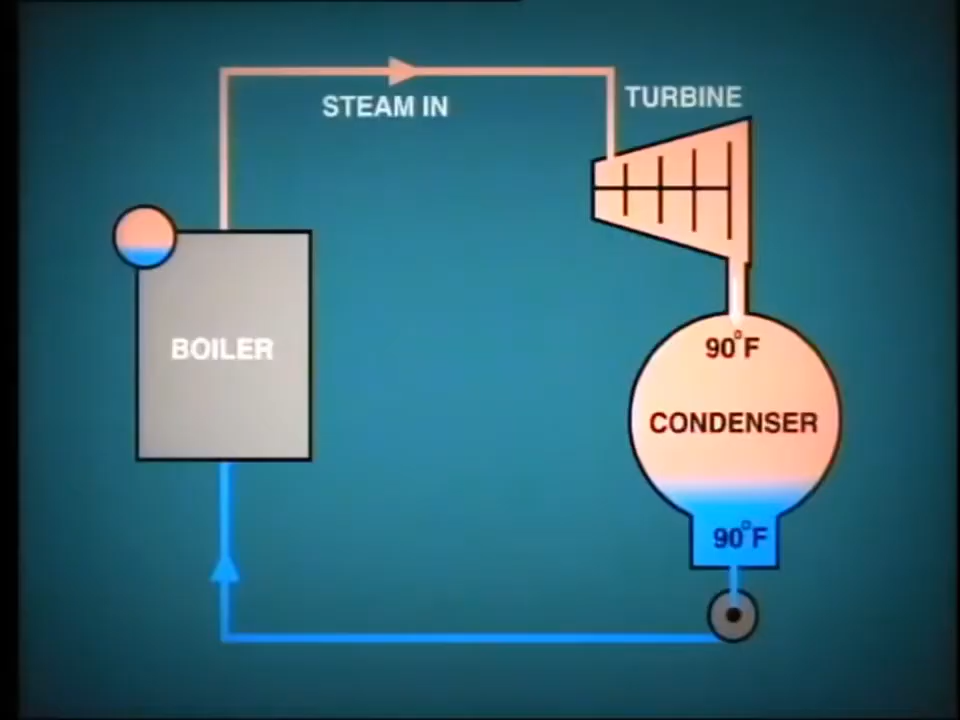 STEAM IN
TURBINE
BOILER
90°F
CONDENSER
90°F